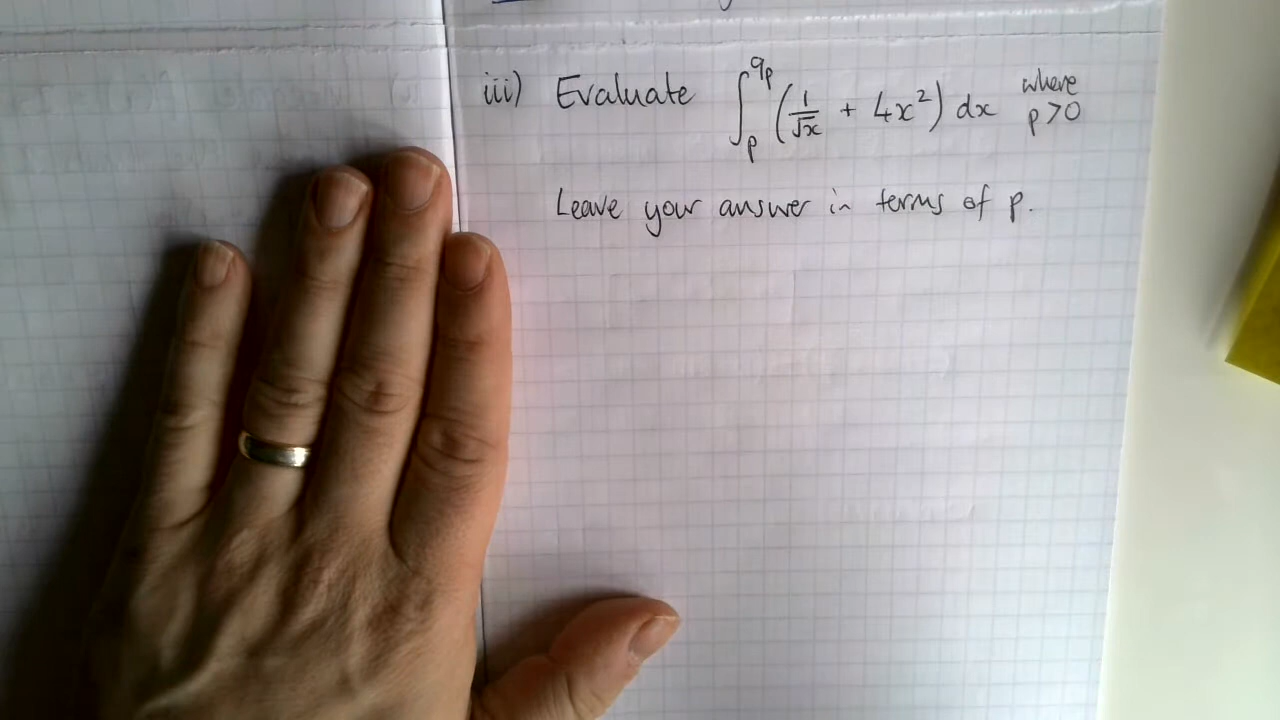 iii) Evaluate ∫_p^{9p} (1/√x + 4x²) dx where p>0
Leave your answer in terms of p.